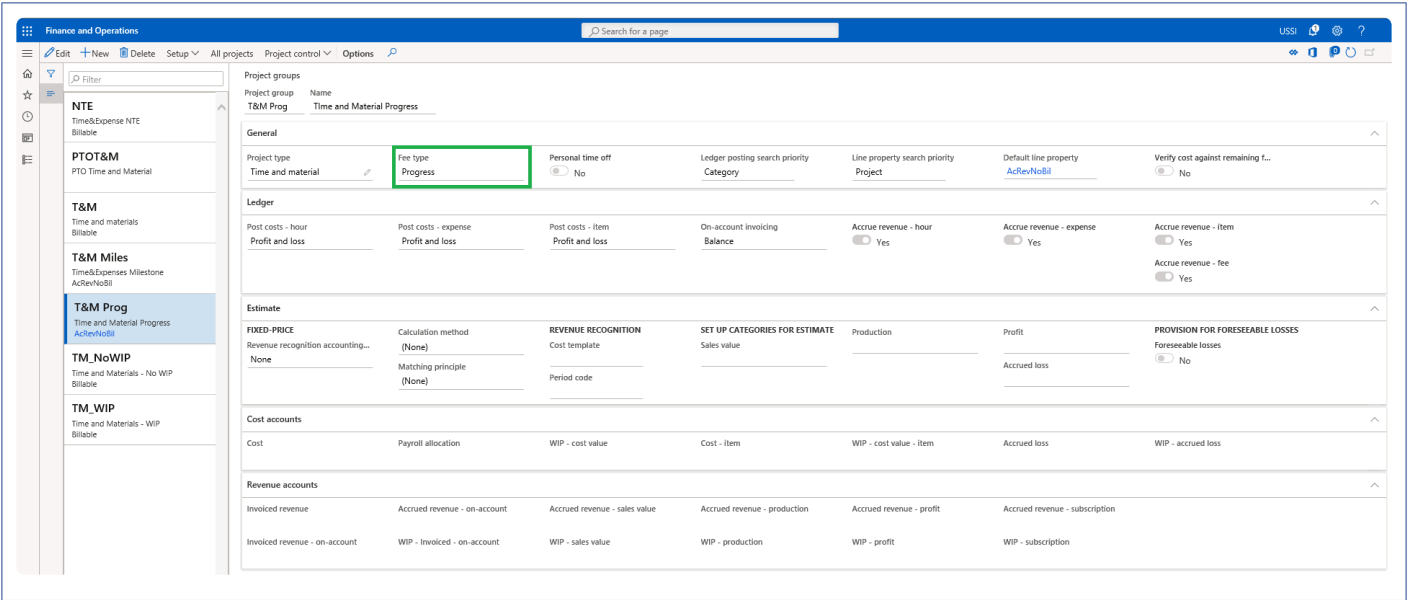 Finance and Operations
Search for a page
USSI
Edit New Delete Setup All projects Project control Options
Filter
NTE
Time&Expense NTE
Billable
PTOT&M
PTO Time and Material
T&M
Time and materials
Billable
T&M Miles
Time&Expenses Milestone
AcRevNoBil
T&M Prog
TIme and Material Progress
AcRevNoBil
TM_NoWIP
Time and Materials - No WIP
Billable
TM_WIP
Time and Materials - WIP
Billable
Project groups
Project group Name
T&M Prog TIme and Material Progress
General
Project type Fee type Personal time off Ledger posting search priority Line property search priority Default line property Verify cost against remaining f...
Time and material Progress No Category Project AcRevNoBil No
Ledger
Post costs - hour Post costs - expense Post costs - item On-account invoicing Accrue revenue - hour Accrue revenue - expense Accrue revenue - item
Profit and loss Profit and loss Profit and loss Balance Yes Yes Yes
Accrue revenue - fee
Yes
Estimate
FIXED-PRICE Calculation method REVENUE RECOGNITION SET UP CATEGORIES FOR ESTIMATE Production Profit PROVISION FOR FORESEEABLE LOSSES
Revenue recognition accounting... (None) Cost template Sales value Foreseeable losses
None Matching principle Accrued loss No
(None) Period code
Cost accounts
Cost Payroll allocation WIP - cost value Cost - item WIP - cost value - item Accrued loss WIP - accrued loss
Revenue accounts
Invoiced revenue Accrued revenue - on-account Accrued revenue - sales value Accrued revenue - production Accrued revenue - profit Accrued revenue - subscription
Invoiced revenue - on-account WIP - Invoiced - on-account WIP - sales value WIP - production WIP - profit WIP - subscription